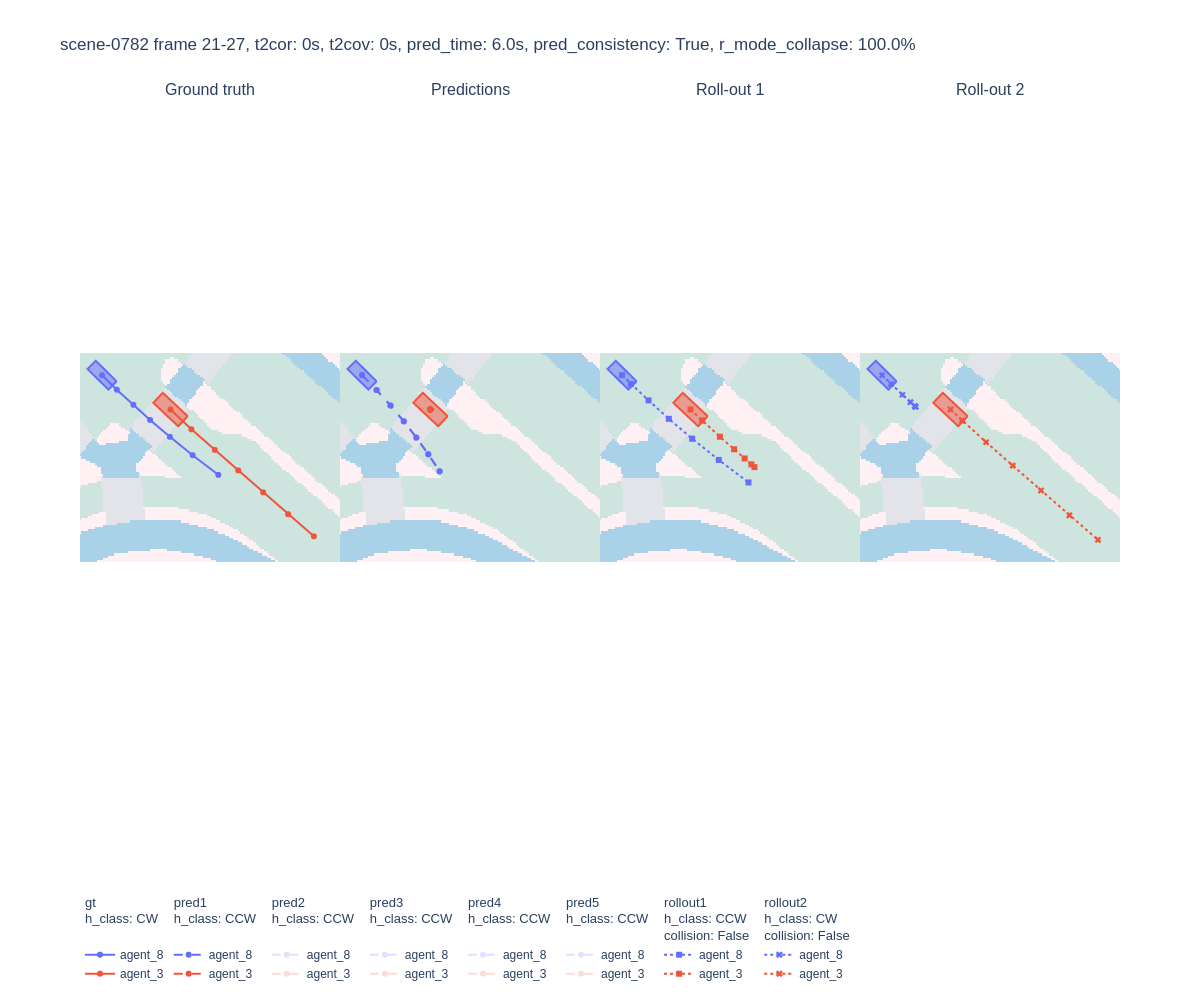 scene-0782 frame 21-27, t2cor: 0s, t2cov: 0s, pred_time: 6.0s, pred_consistency: True, r_mode_collapse: 100.0%
Ground truth Predictions Roll-out 1 Roll-out 2
gt pred1 pred2 pred3 pred4 pred5 rollout1 rollout2
h_class: CW h_class: CCW h_class: CCW h_class: CCW h_class: CCW h_class: CCW h_class: CCW h_class: CW
collision: False collision: False
agent_8 agent_8 agent_8 agent_8 agent_8 agent_8 agent_8 agent_8
agent_3 agent_3 agent_3 agent_3 agent_3 agent_3 agent_3 agent_3